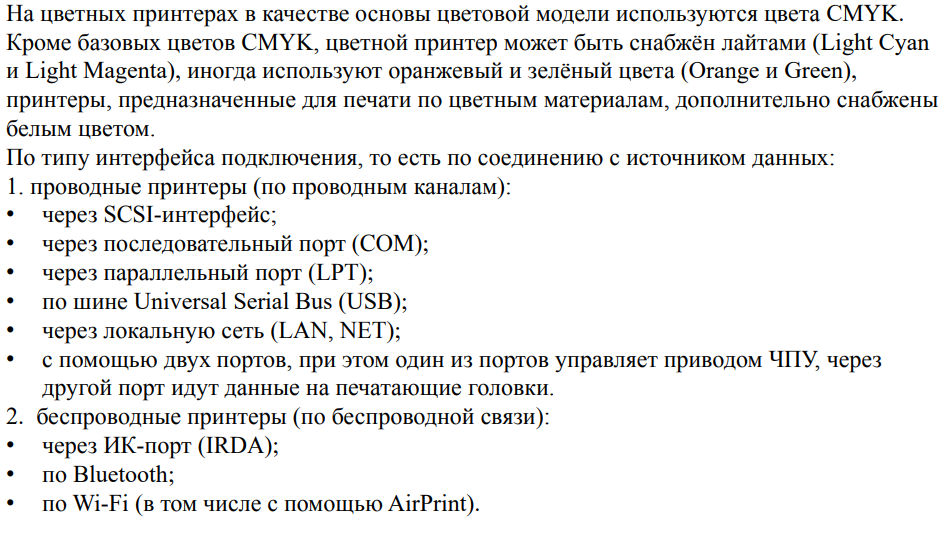 На цветных принтерах в качестве основы цветовой модели используются цвета CMYK.
Кроме базовых цветов CMYK, цветной принтер может быть снабжён лайтами (Light Cyan
и Light Magenta), иногда используют оранжевый и зелёный цвета (Orange и Green),
принтеры, предназначенные для печати по цветным материалам, дополнительно снабжены
белым цветом.
По типу интерфейса подключения, то есть по соединению с источником данных:
1. проводные принтеры (по проводным каналам):
• через SCSI-интерфейс;
• через последовательный порт (COM);
• через параллельный порт (LPT);
• по шине Universal Serial Bus (USB);
• через локальную сеть (LAN, NET);
• с помощью двух портов, при этом один из портов управляет приводом ЧПУ, через
другой порт идут данные на печатающие головки.
2. беспроводные принтеры (по беспроводной связи):
• через ИК-порт (IRDA);
• по Bluetooth;
• по Wi-Fi (в том числе с помощью AirPrint).